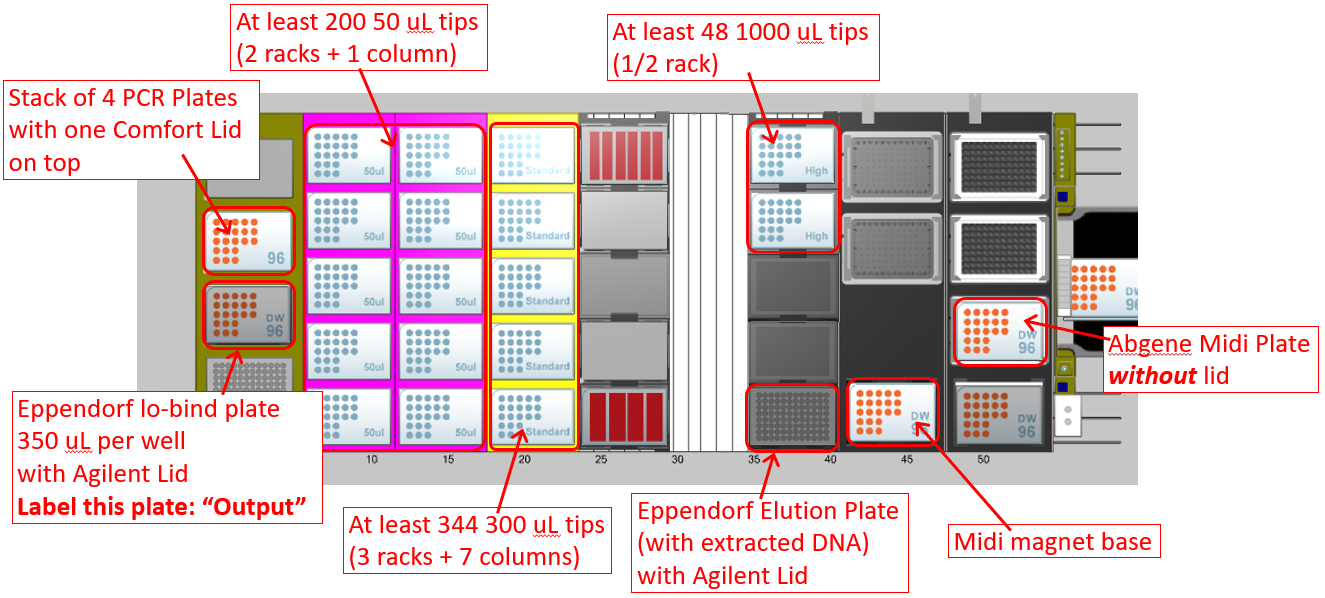 At least 200 50 uL tips
(2 racks + 1 column)
At least 48 1000 uL tips
(1/2 rack)
Stack of 4 PCR Plates
with one Comfort Lid
on top
50ul
50ul
Standard
High
96
50ul
50ul
Standard
High
DW
96
50ul
50ul
Standard
DW
96
50ul
50ul
Standard
Abgene Midi Plate
without lid
Eppendorf lo-bind plate
350 uL per well
with Agilent Lid
Label this plate: “Output”
50ul
50ul
Standard
DW
DW
96
10
15
20
25
30
35
40
45
50
At least 344 300 uL tips
(3 racks + 7 columns)
Eppendorf Elution Plate
(with extracted DNA)
with Agilent Lid
Midi magnet base